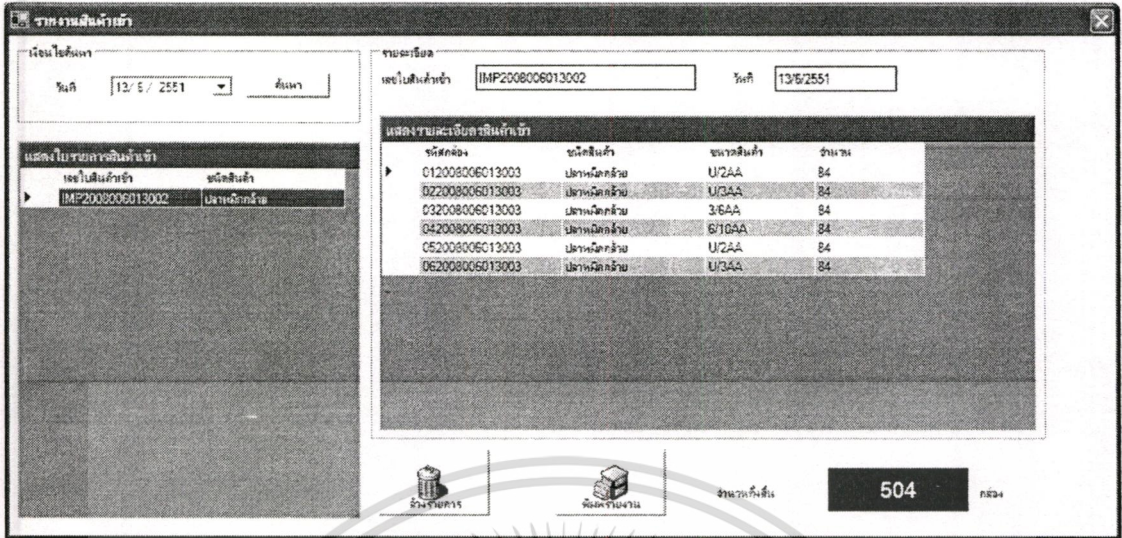 รายงานสินค้าเข้า
เงื่อนไขค้นหา
วันที่ 13/ 6 / 2551 ค้นหา
แสดงใบรายการสินค้าเข้า
เลขใบสินค้าเข้า ชนิดสินค้า
IMP2008006013002 ปลาหมึกกล้วย
รายละเอียด
เลขใบสินค้าเข้า IMP2008006013002 วันที่ 13/6/2551
แสดงรายละเอียดสินค้าเข้า
รหัสกล่อง ชนิดสินค้า ขนาดสินค้า จำนวน
012008006013003 ปลาหมึกกล้วย U/2AA 84
022008006013003 ปลาหมึกกล้วย U/3AA 84
032008006013003 ปลาหมึกกล้วย 3/6AA 84
042008006013003 ปลาหมึกกล้วย 6/10AA 84
052008006013003 ปลาหมึกกล้วย U/2AA 84
062008006013003 ปลาหมึกกล้วย U/3AA 84
ล้างรายการ พิมพ์รายงาน จำนวนทั้งสิ้น 504 กล่อง